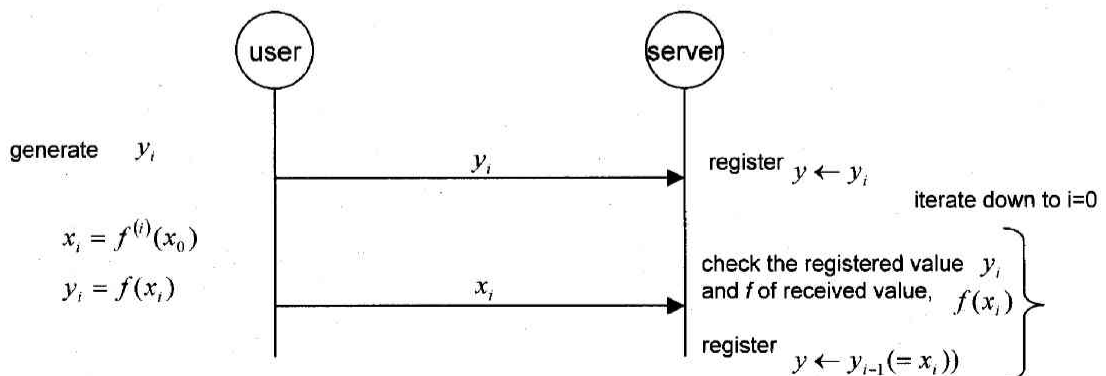 user
server
generate y_i
y_i
register y ← y_i
iterate down to i=0
x_i = f^{(i)}(x_0)
y_i = f(x_i)
x_i
check the registered value y_i
and f of received value, f(x_i)
register y ← y_{i-1}(= x_i))